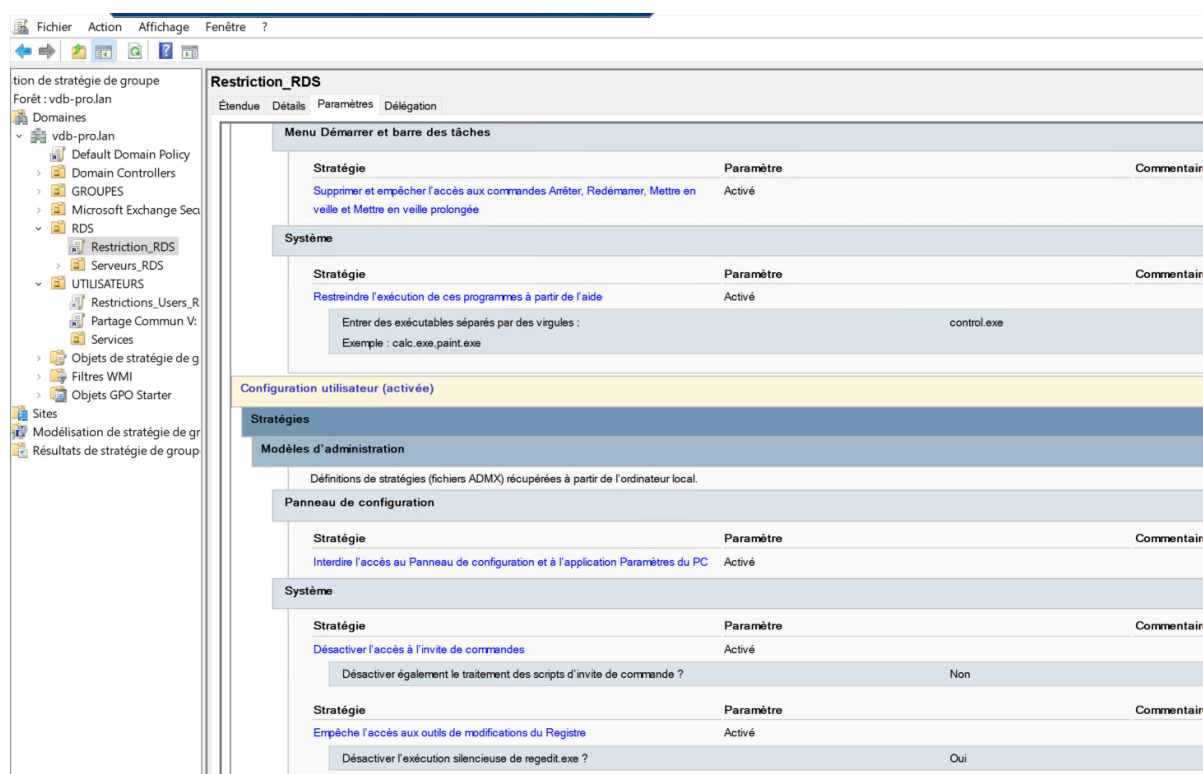 Fichier Action Affichage Fenêtre ?
tion de stratégie de groupe
Forêt : vdb-pro.lan
Domaines
vdb-pro.lan
Default Domain Policy
Domain Controllers
GROUPES
Microsoft Exchange Secu
RDS
Restriction_RDS
Serveurs_RDS
UTILISATEURS
Restrictions_Users_R
Partage Commun V:
Services
Objets de stratégie de g
Filtres WMI
Objets GPO Starter
Sites
Modélisation de stratégie de gr
Résultats de stratégie de group
Restriction_RDS
Étendue Détails Paramètres Délégation
Menu Démarrer et barre des tâches
Stratégie Paramètre Commentaire
Supprimer et empêcher l'accès aux commandes Arrêter, Redémarrer, Mettre en Activé
veille et Mettre en veille prolongée
Système
Stratégie Paramètre Commentaire
Restreindre l'exécution de ces programmes à partir de l'aide Activé
Entrer des exécutables séparés par des virgules : control.exe
Exemple : calc.exe,paint.exe
Configuration utilisateur (activée)
Stratégies
Modèles d'administration
Définitions de stratégies (fichiers ADMX) récupérées à partir de l'ordinateur local.
Panneau de configuration
Stratégie Paramètre Commentaire
Interdire l'accès au Panneau de configuration et à l'application Paramètres du PC Activé
Système
Stratégie Paramètre Commentaire
Désactiver l'accès à l'invite de commandes Activé
Désactiver également le traitement des scripts d'invite de commande ? Non
Stratégie Paramètre Commentaire
Empêche l'accès aux outils de modifications du Registre Activé
Désactiver l'exécution silencieuse de regedit.exe ? Oui